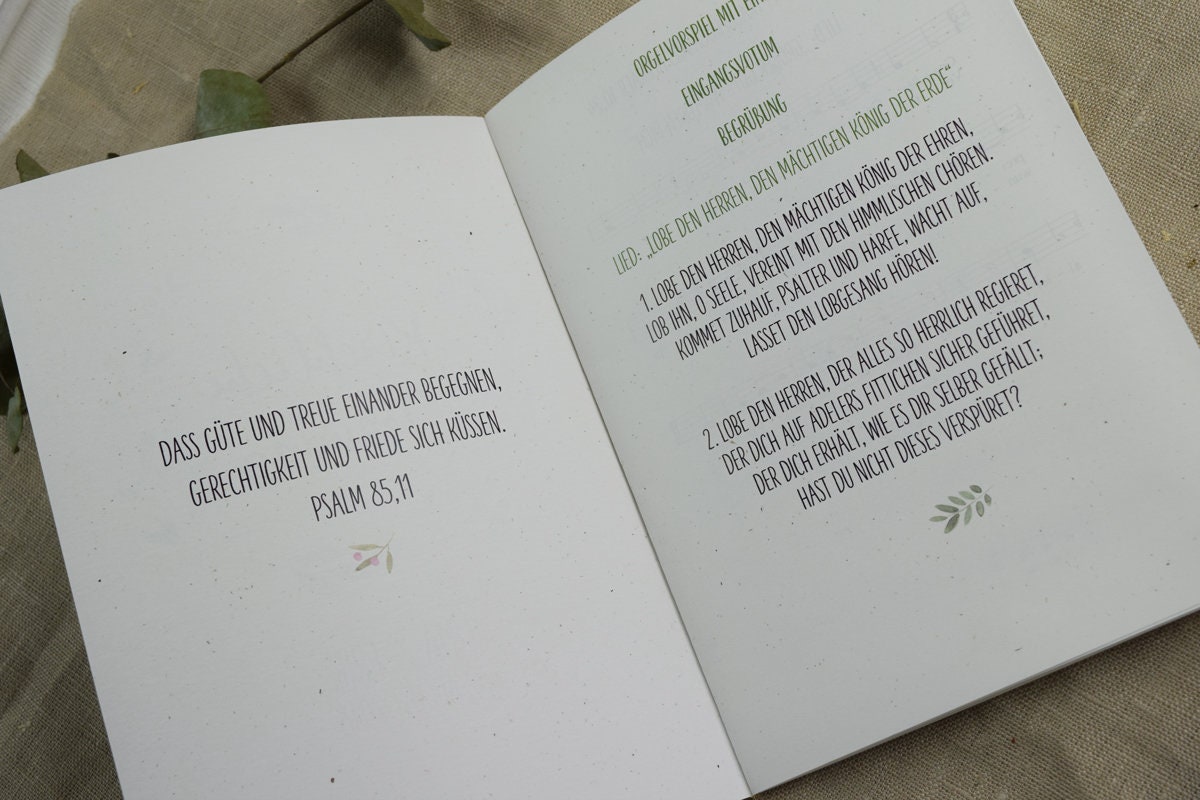 DASS GÜTE UND TREUE EINANDER BEGEGNEN,
GERECHTIGKEIT UND FRIEDE SICH KÜSSEN.
PSALM 85,11
ORGELVORSPIEL MIT
EINGANGSVOTUM
BEGRÜßUNG
LIED: „LOBE DEN HERREN, DEN MÄCHTIGEN KÖNIG DER ERDE“
1. LOBE DEN HERREN, DEN MÄCHTIGEN KÖNIG DER EHREN,
LOB IHN, O SEELE, VEREINT MIT DEN HIMMLISCHEN CHÖREN.
KOMMET ZUHAUF, PSALTER UND HARFE, WACHT AUF,
LASSET DEN LOBGESANG HÖREN!
2. LOBE DEN HERREN, DER ALLES SO HERRLICH REGIERET,
DER DICH AUF ADELERS FITTICHEN SICHER GEFÜHRET,
DER DICH ERHÄLT, WIE ES DIR SELBER GEFÄLLT;
HAST DU NICHT DIESES VERSPÜRET?